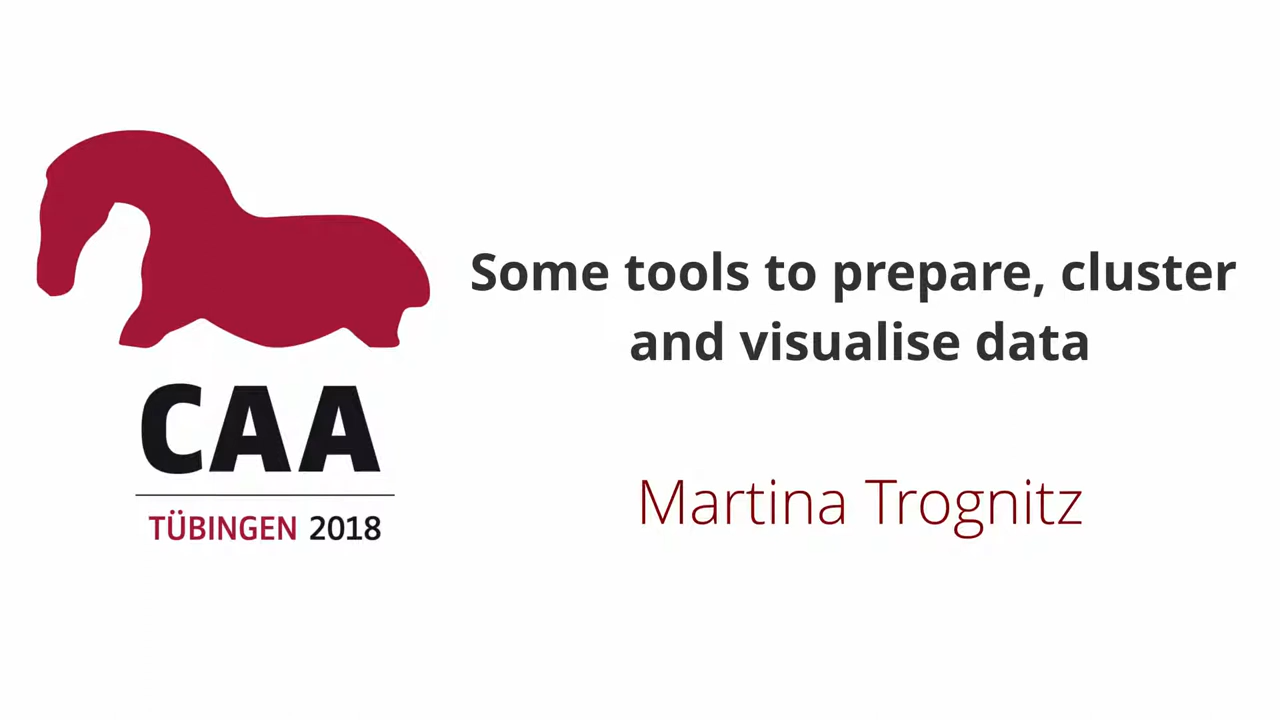 CAA
TÜBINGEN 2018
Some tools to prepare, cluster
and visualise data
Martina Trognitz